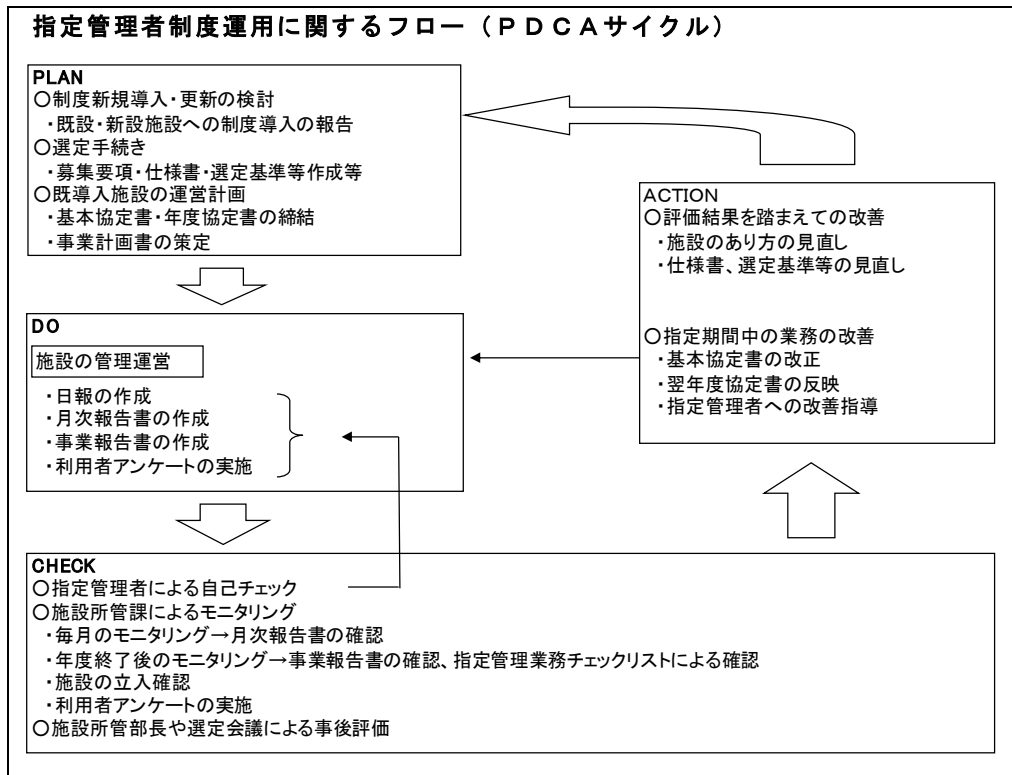 指定管理者制度運用に関するフロー（ＰＤＣＡサイクル）
PLAN
○制度新規導入・更新の検討
・既設・新設施設への制度導入の報告
○選定手続き
・募集要項・仕様書・選定基準等作成等
○既導入施設の運営計画
・基本協定書・年度協定書の締結
・事業計画書の策定
ACTION
○評価結果を踏まえての改善
・施設のあり方の見直し
・仕様書、選定基準等の見直し
○指定期間中の業務の改善
・基本協定書の改正
・翌年度協定書の反映
・指定管理者への改善指導
DO
施設の管理運営
・日報の作成
・月次報告書の作成
・事業報告書の作成
・利用者アンケートの実施
CHECK
○指定管理者による自己チェック
○施設所管課によるモニタリング
・毎月のモニタリング→月次報告書の確認
・年度終了後のモニタリング→事業報告書の確認、指定管理業務チェックリストによる確認
・施設の立入確認
・利用者アンケートの実施
○施設所管部長や選定会議による事後評価